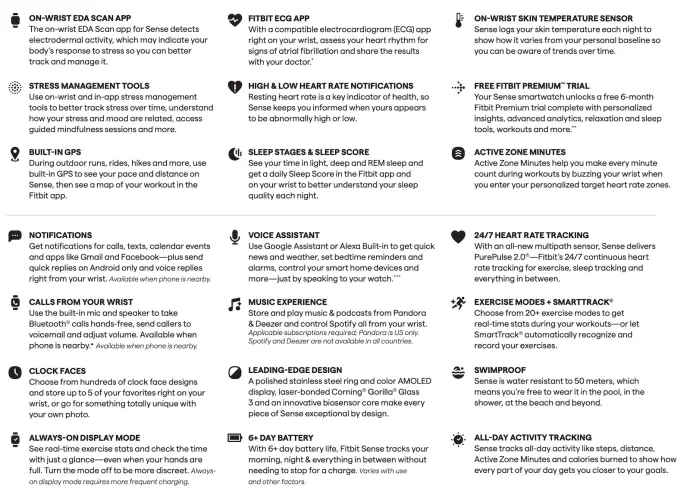 ON-WRIST EDA SCAN APP
The on-wrist EDA Scan app for Sense detects
electrodermal activity, which may indicate your
body's response to stress so you can better
track and manage it.
FITBIT ECG APP
With a compatible electrocardiogram (ECG) app
right on your wrist, assess your heart rhythm for
signs of atrial fibrillation and share the results
with your doctor.*
ON-WRIST SKIN TEMPERATURE SENSOR
Sense logs your skin temperature each night to
show how it varies from your personal baseline so
you can be aware of trends over time.
STRESS MANAGEMENT TOOLS
Use on-wrist and in-app stress management
tools to better track stress over time, understand
how your stress and mood are related, access
guided mindfulness sessions and more.
HIGH & LOW HEART RATE NOTIFICATIONS
Resting heart rate is a key indicator of health, so
Sense keeps you informed when yours appears
to be abnormally high or low.
FREE FITBIT PREMIUM™ TRIAL
Your Sense smartwatch unlocks a free 6-month
Fitbit Premium trial complete with personalized
insights, advanced analytics, relaxation and sleep
tools, workouts and more.**
BUILT-IN GPS
During outdoor runs, rides, hikes and more, use
built-in GPS to see your pace and distance on
Sense, then see a map of your workout in the
Fitbit app.
SLEEP STAGES & SLEEP SCORE
See your time in light, deep and REM sleep and
get a daily Sleep Score in the Fitbit app and
on your wrist to better understand your sleep
quality each night.
ACTIVE ZONE MINUTES
Active Zone Minutes help you make every minute
count during workouts by buzzing your wrist when
you enter your personalized target heart rate zones.
NOTIFICATIONS
Get notifications for calls, texts, calendar events
and apps like Gmail and Facebook—plus send
quick replies on Android only and voice replies
right from your wrist. Available when phone is nearby.
VOICE ASSISTANT
Use Google Assistant or Alexa Built-in to get quick
news and weather, set bedtime reminders and
alarms, control your smart home devices and
more—just by speaking to your watch.***
24/7 HEART RATE TRACKING
With an all-new multipath sensor, Sense delivers
PurePulse 2.0®—Fitbit's 24/7 continuous heart
rate tracking for exercise, sleep tracking and
everything in between.
CALLS FROM YOUR WRIST
Use the built-in mic and speaker to take
Bluetooth® calls hands-free, send callers to
voicemail and adjust volume. Available when
phone is nearby.* Available when phone is nearby.
MUSIC EXPERIENCE
Store and play music & podcasts from Pandora
& Deezer and control Spotify all from your wrist.
Applicable subscriptions required; Pandora is US only.
Spotify and Deezer are not available in all countries.
EXERCISE MODES + SMARTTRACK®
Choose from 20+ exercise modes to get
real-time stats during your workouts—or let
SmartTrack® automatically recognize and
record your exercises.
CLOCK FACES
Choose from hundreds of clock face designs
and store up to 5 of your favorites right on your
wrist, or go for something totally unique with
your own photo.
LEADING-EDGE DESIGN
A polished stainless steel ring and color AMOLED
display, laser-bonded Corning® Gorilla® Glass
3 and an innovative biosensor core make every
piece of Sense exceptional by design.
SWIMPROOF
Sense is water resistant to 50 meters, which
means you're free to wear it in the pool, in the
shower, at the beach and beyond.
ALWAYS-ON DISPLAY MODE
See real-time exercise stats and check the time
with just a glance—even when your hands are
full. Turn the mode off to be more discreet. Always-
on display mode requires more frequent charging.
6+ DAY BATTERY
With 6+ day battery life, Fitbit Sense tracks your
morning, night & everything in between without
needing to stop for a charge. Varies with use
and other factors.
ALL-DAY ACTIVITY TRACKING
Sense tracks all-day activity like steps, distance,
Active Zone Minutes and calories burned to show how
every part of your day gets you closer to your goals.